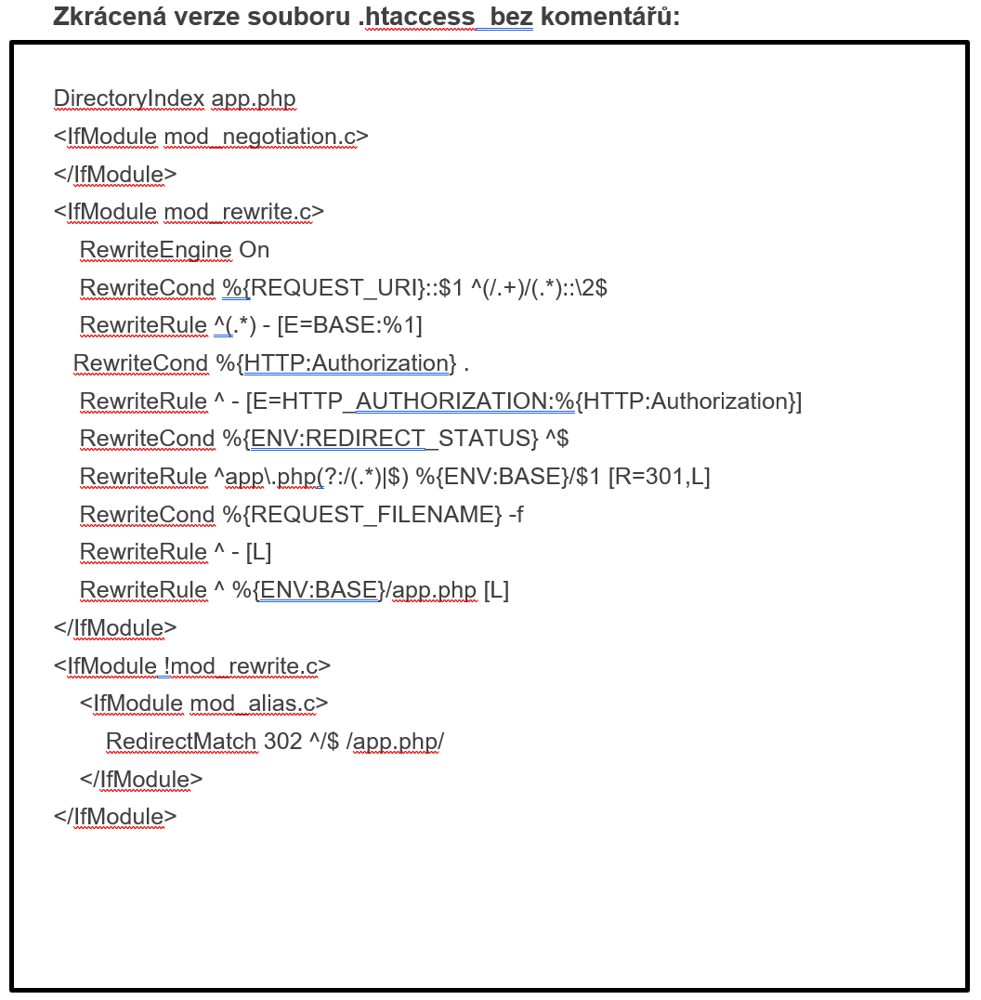 Zkrácená verze souboru .htaccess  bez komentářů:
DirectoryIndex app.php
<IfModule mod_negotiation.c>
</IfModule>
<IfModule mod_rewrite.c>
RewriteEngine On
RewriteCond %{REQUEST_URI}::$1 ^(/.+)/(.*)::\2$
RewriteRule ^(.*) - [E=BASE:%1]
RewriteCond %{HTTP:Authorization} .
RewriteRule ^ - [E=HTTP_AUTHORIZATION:%{HTTP:Authorization}]
RewriteCond %{ENV:REDIRECT_STATUS} ^$
RewriteRule ^app\.php(?:/(.*)|$) %{ENV:BASE}/$1 [R=301,L]
RewriteCond %{REQUEST_FILENAME} -f
RewriteRule ^ - [L]
RewriteRule ^ %{ENV:BASE}/app.php [L]
</IfModule>
<IfModule !mod_rewrite.c>
<IfModule mod_alias.c>
RedirectMatch 302 ^/$ /app.php/
</IfModule>
</IfModule>